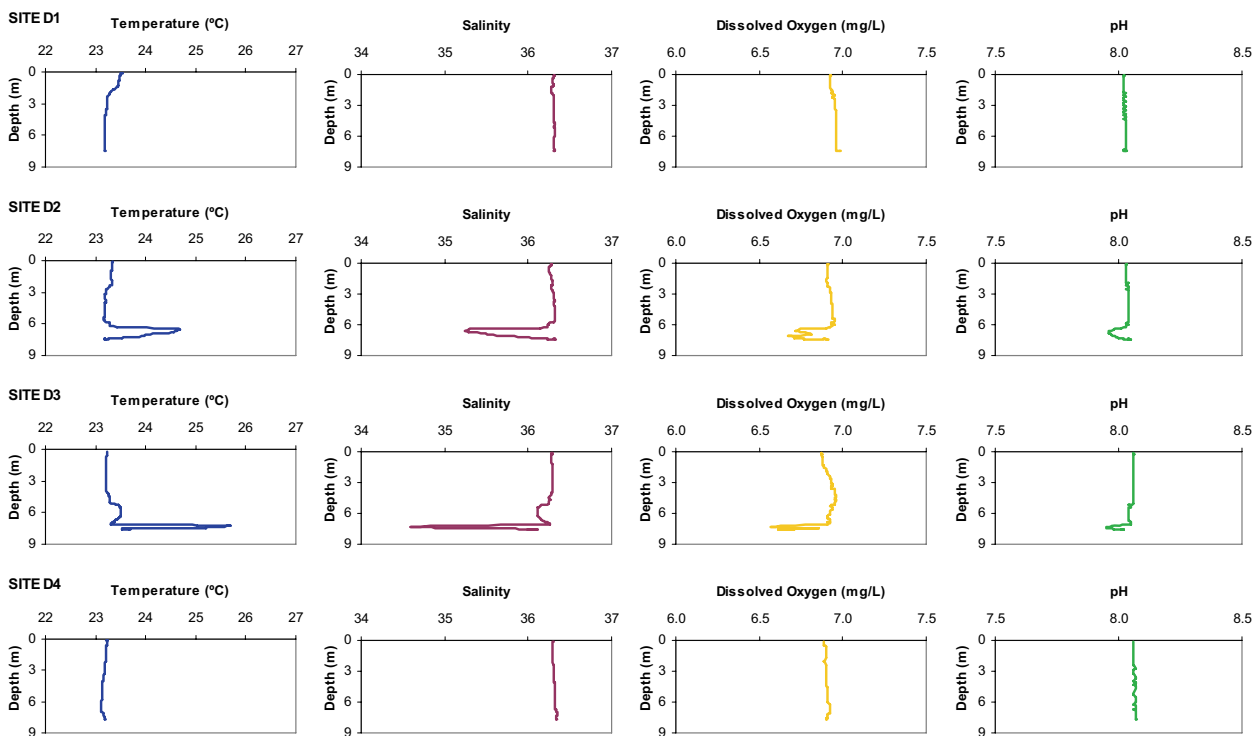 SITE D1
Temperature (ºC) Salinity Dissolved Oxygen (mg/L) pH
22 23 24 25 26 27 34 35 36 37 6.0 6.5 7.0 7.5 7.5 8.0 8.5
0 0 0 0
3 3 3 3
6 6 6 6
9 9 9 9
Depth (m) Depth (m) Depth (m) Depth (m)
SITE D2
Temperature (ºC) Salinity Dissolved Oxygen (mg/L) pH
22 23 24 25 26 27 34 35 36 37 6.0 6.5 7.0 7.5 7.5 8.0 8.5
0 0 0 0
3 3 3 3
6 6 6 6
9 9 9 9
Depth (m) Depth (m) Depth (m) Depth (m)
SITE D3
Temperature (ºC) Salinity Dissolved Oxygen (mg/L) pH
22 23 24 25 26 27 34 35 36 37 6.0 6.5 7.0 7.5 7.5 8.0 8.5
0 0 0 0
3 3 3 3
6 6 6 6
9 9 9 9
Depth (m) Depth (m) Depth (m) Depth (m)
SITE D4
Temperature (ºC) Salinity Dissolved Oxygen (mg/L) pH
22 23 24 25 26 27 34 35 36 37 6.0 6.5 7.0 7.5 7.5 8.0 8.5
0 0 0 0
3 3 3 3
6 6 6 6
9 9 9 9
Depth (m) Depth (m) Depth (m) Depth (m)